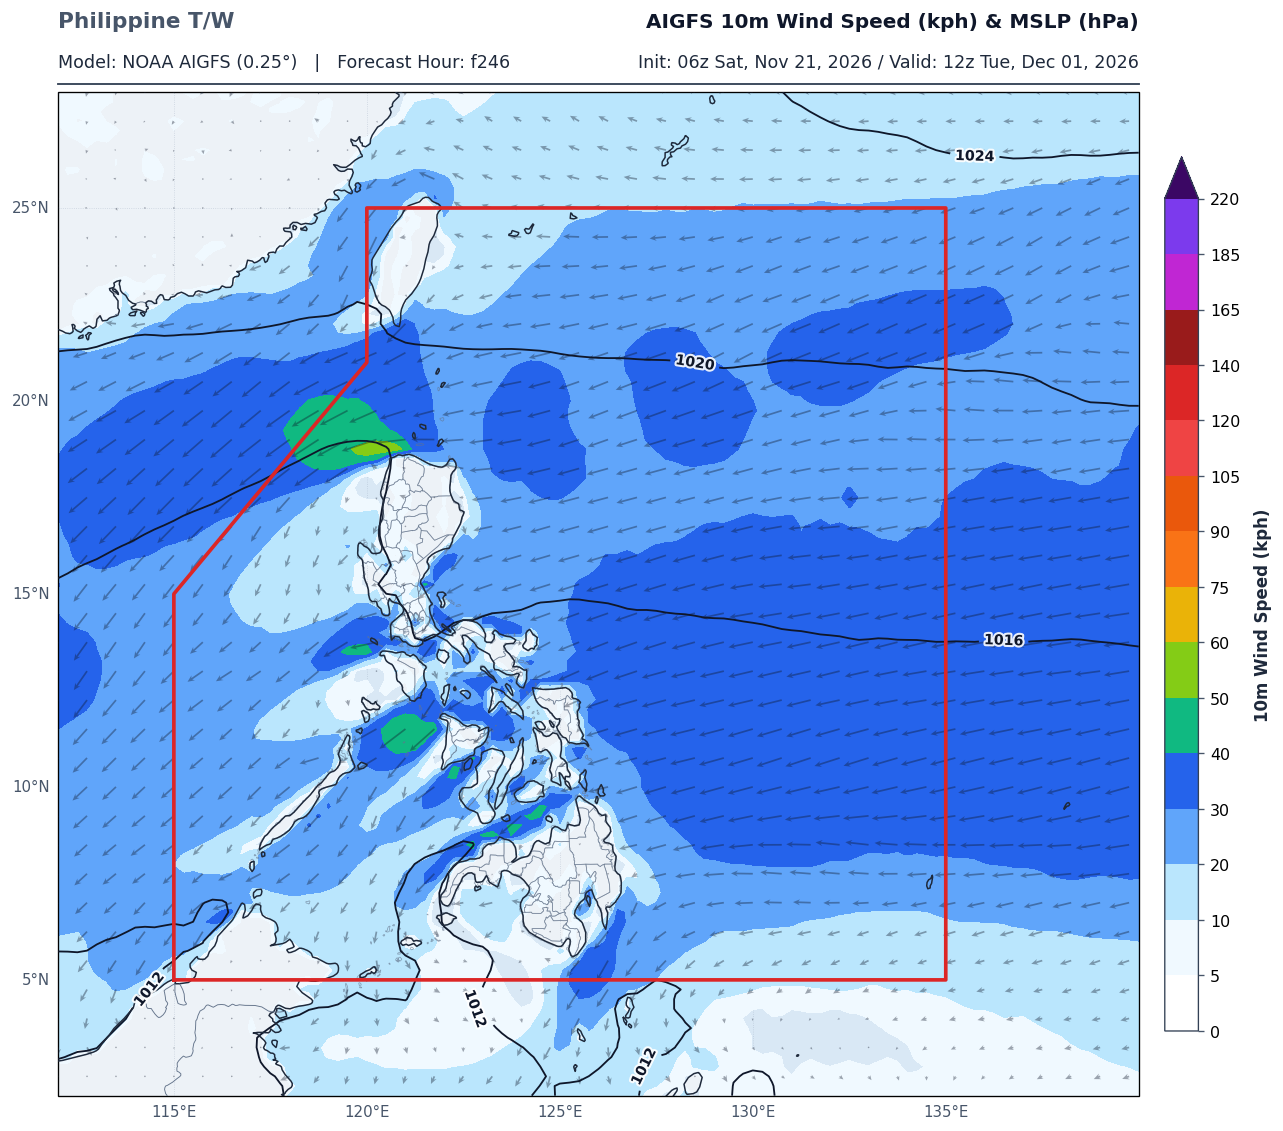 Philippine T/W
AIGFS 10m Wind Speed (kph) & MSLP (hPa)
Model: NOAA AIGFS (0.25°) | Forecast Hour: f246
Init: 06z Sat, Nov 21, 2026 / Valid: 12z Tue, Dec 01, 2026
1024
1020
1016
1012
1012
1012
25°N
20°N
15°N
10°N
5°N
115°E
120°E
125°E
130°E
135°E
220
185
165
140
120
105
90
75
60
50
40
30
20
10
5
0
10m Wind Speed (kph)